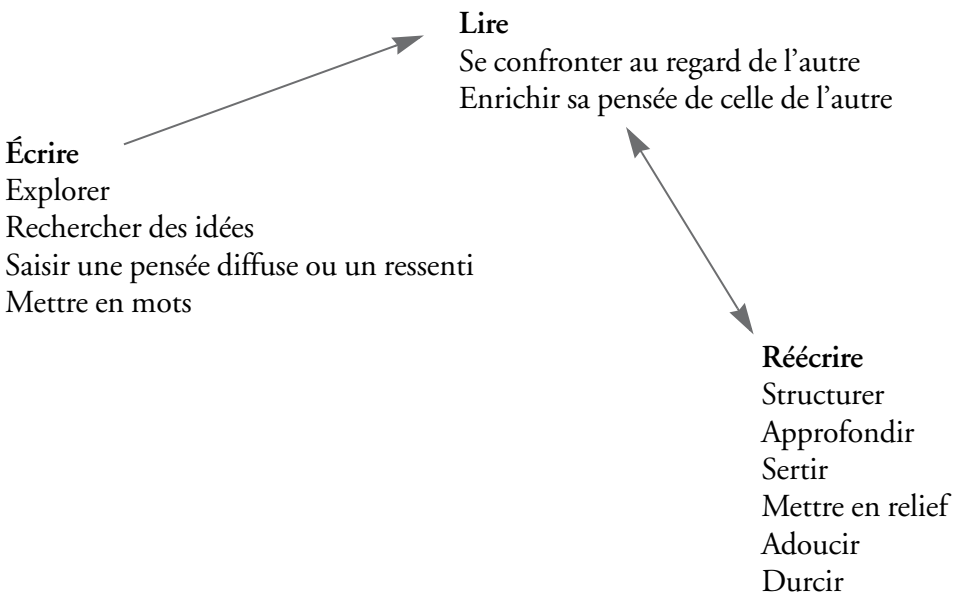 Lire
Se confronter au regard de l’autre
Enrichir sa pensée de celle de l’autre
Écrire
Explorer
Rechercher des idées
Saisir une pensée diffuse ou un ressenti
Mettre en mots
Réécrire
Structurer
Approfondir
Sertir
Mettre en relief
Adoucir
Durcir